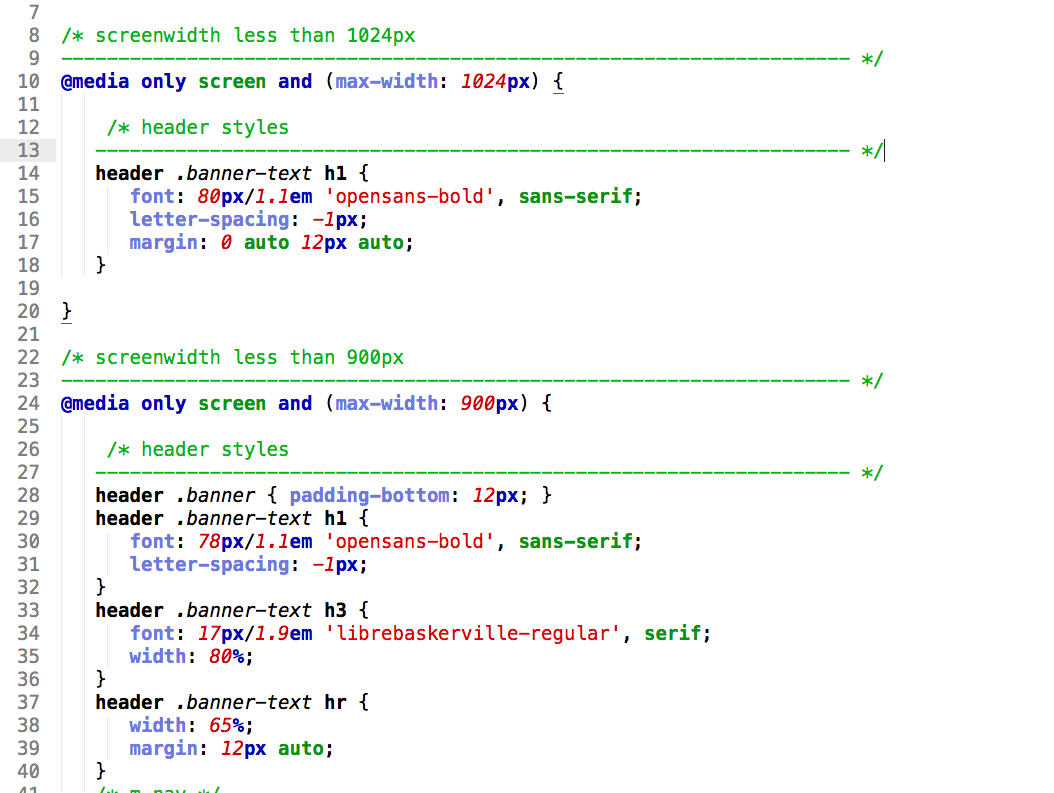 7
8 /* screenwidth less than 1024px
9 --------------------------------------------------------------------- */
10 @media only screen and (max-width: 1024px) {
11
12 /* header styles
13 ------------------------------------------------------------------ */
14 header .banner-text h1 {
15 font: 80px/1.1em 'opensans-bold', sans-serif;
16 letter-spacing: -1px;
17 margin: 0 auto 12px auto;
18 }
19
20 }
21
22 /* screenwidth less than 900px
23 --------------------------------------------------------------------- */
24 @media only screen and (max-width: 900px) {
25
26 /* header styles
27 ------------------------------------------------------------------ */
28 header .banner { padding-bottom: 12px; }
29 header .banner-text h1 {
30 font: 78px/1.1em 'opensans-bold', sans-serif;
31 letter-spacing: -1px;
32 }
33 header .banner-text h3 {
34 font: 17px/1.9em 'librebaskerville-regular', serif;
35 width: 80%;
36 }
37 header .banner-text hr {
38 width: 65%;
39 margin: 12px auto;
40 }
41